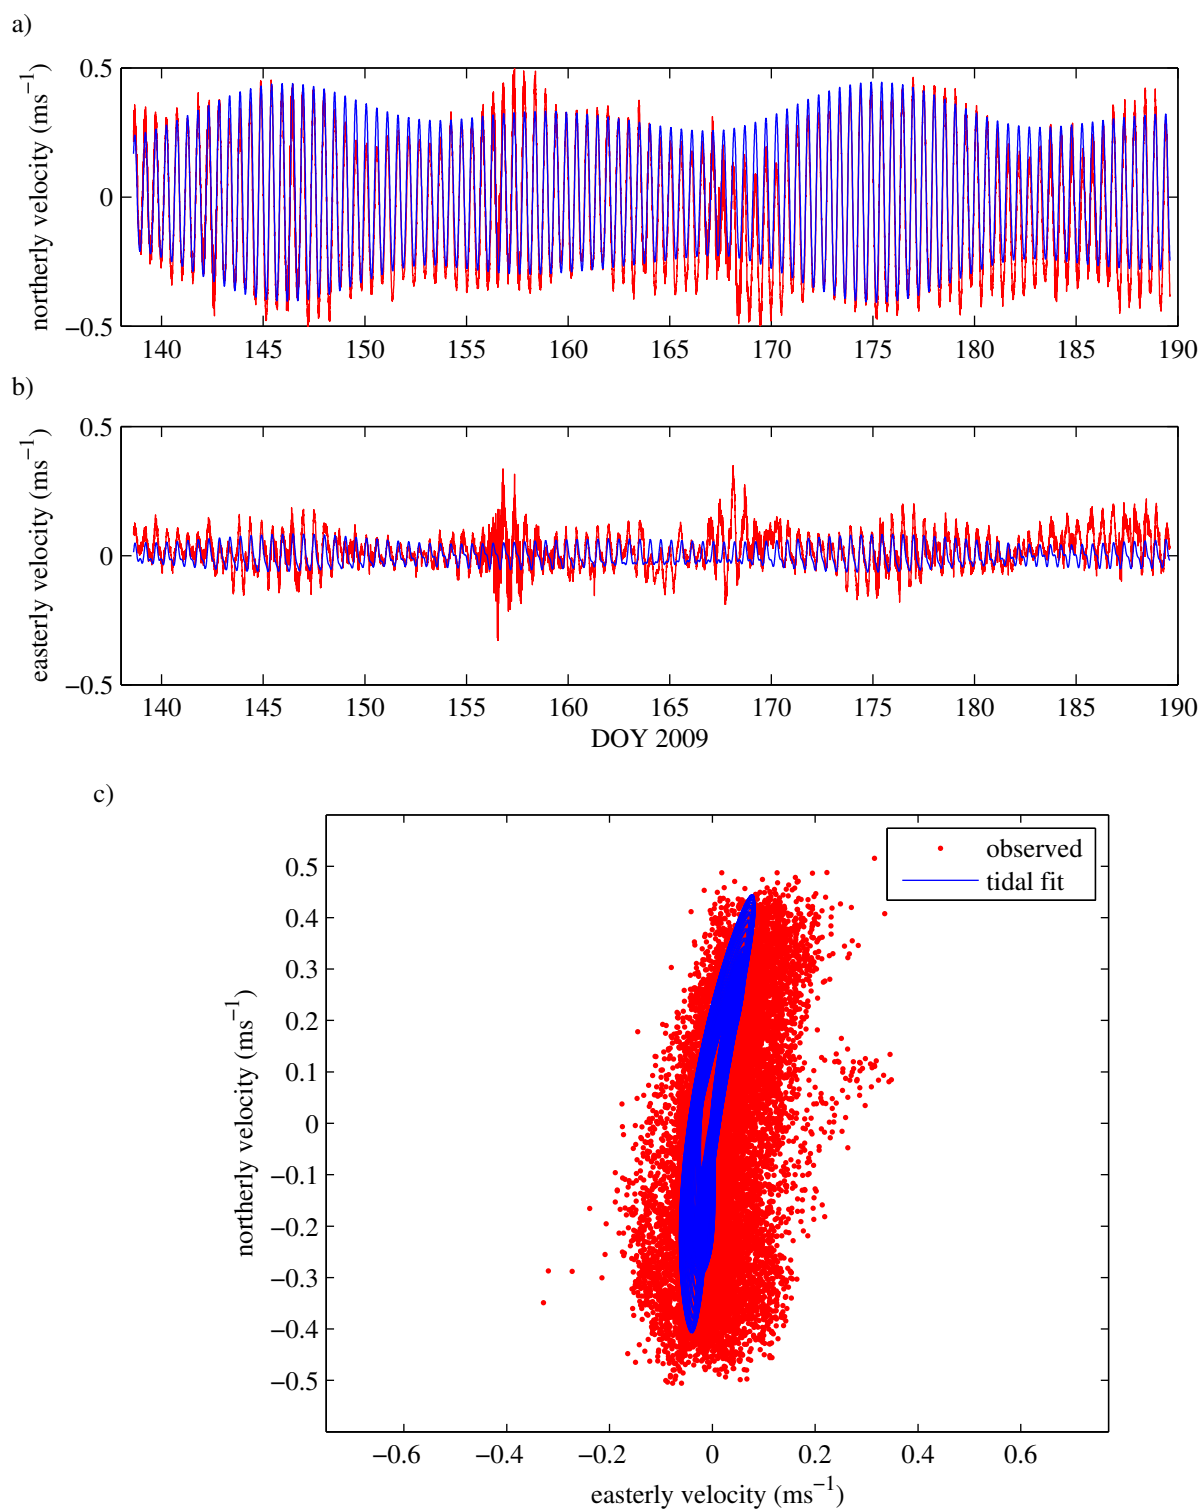 a)
0.5
0
−0.5
northerly velocity (ms⁻¹)
140 145 150 155 160 165 170 175 180 185 190
b)
0.5
0
−0.5
easterly velocity (ms⁻¹)
140 145 150 155 160 165 170 175 180 185 190
DOY 2009
c)
observed
tidal fit
0.5
0.4
0.3
0.2
0.1
0
−0.1
−0.2
−0.3
−0.4
−0.5
northerly velocity (ms⁻¹)
−0.6 −0.4 −0.2 0 0.2 0.4 0.6
easterly velocity (ms⁻¹)